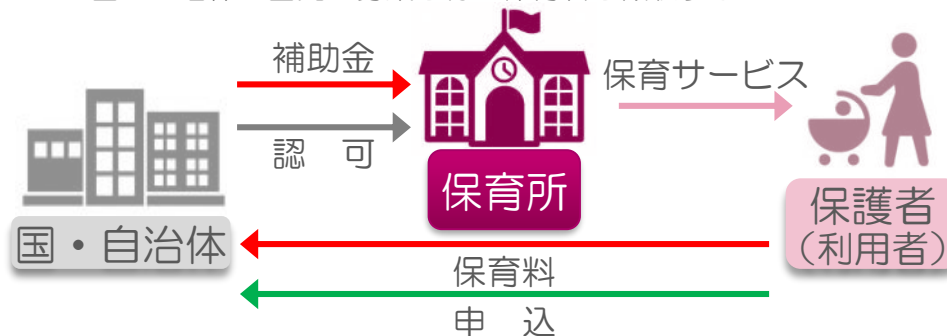 補助金
認　可
保育サービス
保育所
国・自治体
保護者
（利用者）
保育料
申　込